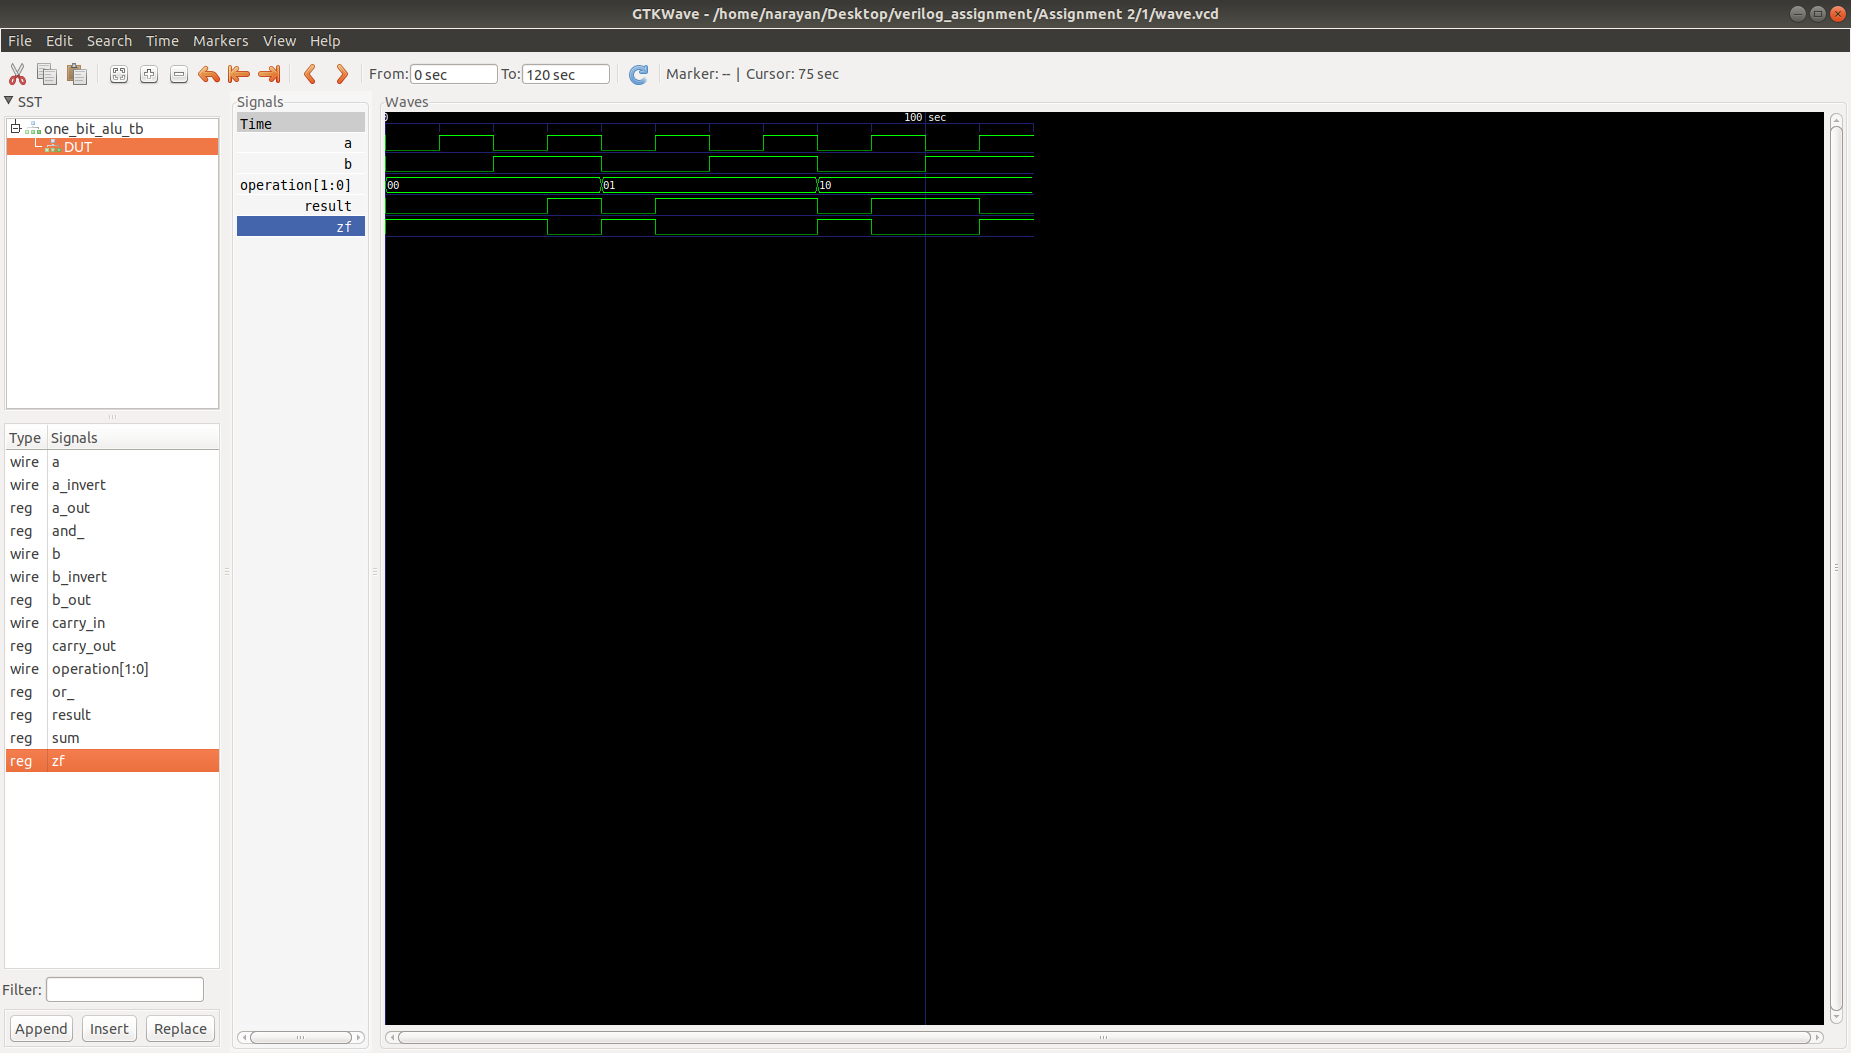 GTKWave - /home/narayan/Desktop/verilog_assignment/Assignment 2/1/wave.vcd
File Edit Search Time Markers View Help
From: 0 sec To: 120 sec Marker: -- | Cursor: 75 sec
SST
one_bit_alu_tb
DUT
Type Signals
wire a
wire a_invert
reg a_out
reg and_
wire b
wire b_invert
reg b_out
wire carry_in
reg carry_out
wire operation[1:0]
reg or_
reg result
reg sum
reg zf
Filter:
Append Insert Replace
Signals
Time
a
b
operation[1:0]
result
zf
Waves
0 100 sec
00 01 10